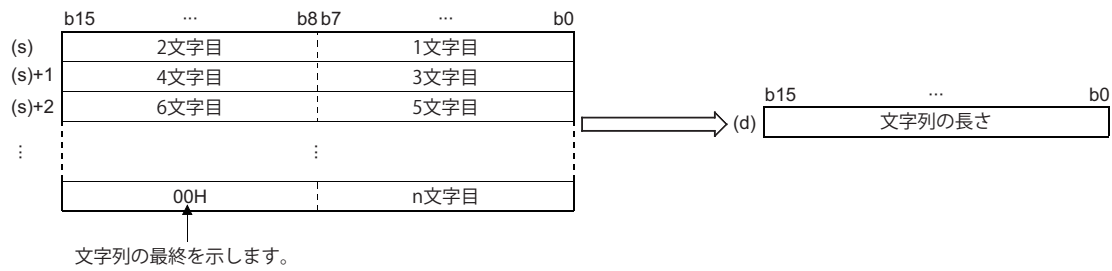 b15 … b8 b7 … b0
(s) 2文字目 1文字目
(s)+1 4文字目 3文字目
(s)+2 6文字目 5文字目
⋮ ⋮
00H n文字目
文字列の最終を示します。
b15 … b0
(d) 文字列の長さ